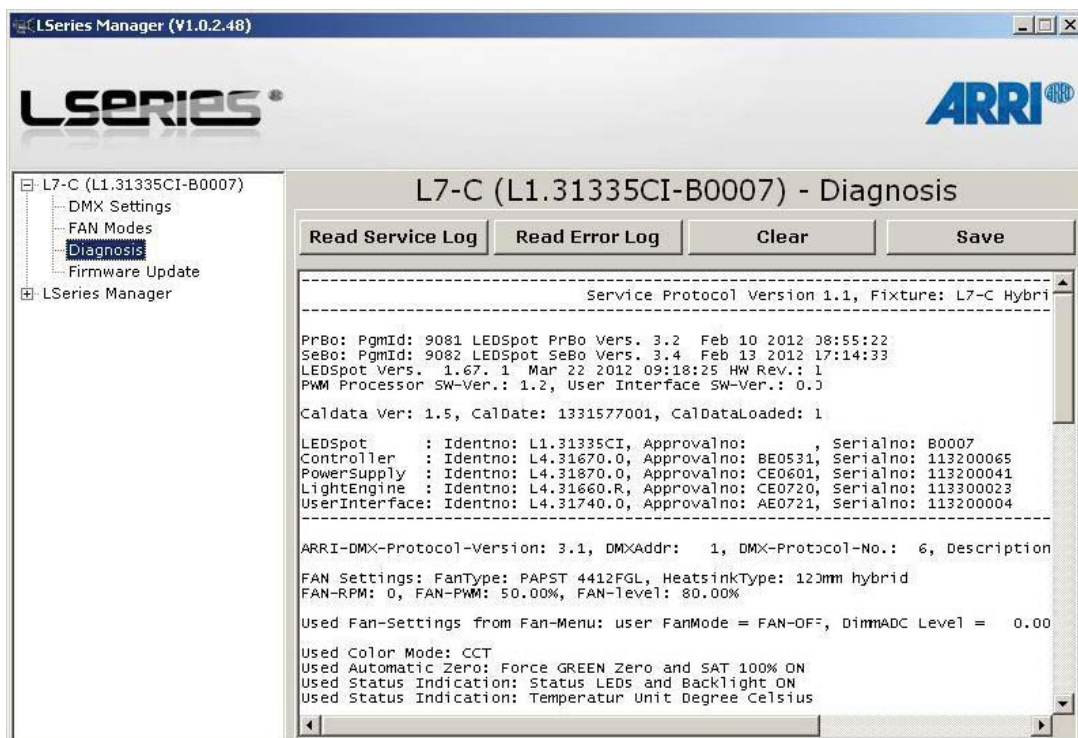 LSeries Manager (V1.0.2.48)
LSERIES®
ARRI® ARRI
L7-C (L1.31335CI-B0007)
DMX Settings
FAN Modes
Diagnosis
Firmware Update
LSeries Manager
L7-C (L1.31335CI-B0007) - Diagnosis
Read Service Log Read Error Log Clear Save
--------------------------------------------------------------------------------
Service Protocol Version 1.1, Fixture: L7-C Hybri
--------------------------------------------------------------------------------
PrBo: PgmId: 9081 LEDSpot PrBo Vers. 3.2 Feb 10 2012 08:55:22
SeBo: PgmId: 9082 LEDSpot SeBo Vers. 3.4 Feb 13 2012 17:14:33
LEDSpot Vers. 1.67. 1 Mar 22 2012 09:18:25 HW Rev.: 1
PWM Processor SW-Ver.: 1.2, User Interface SW-Ver.: 0.0
Caldata Ver: 1.5, CalDate: 1331577001, CalDataLoaded: 1
LEDSpot : Identno: L1.31335CI, Approvalno: , Serialno: B0007
Controller : Identno: L4.31670.0, Approvalno: BE0531, Serialno: 113200065
PowerSupply : Identno: L4.31870.0, Approvalno: CE0601, Serialno: 113200041
LightEngine : Identno: L4.31660.R, Approvalno: CE0720, Serialno: 113300023
UserInterface: Identno: L4.31740.0, Approvalno: AE0721, Serialno: 113200004
--------------------------------------------------------------------------------
ARRI-DMX-Protocol-Version: 3.1, DMXAddr: 1, DMX-Protocol-No.: 6, Description
FAN Settings: FanType: PAPST 4412FGL, HeatsinkType: 120mm hybrid
FAN-RPM: 0, FAN-PWM: 50.00%, FAN-level: 80.00%
Used Fan-Settings from Fan-Menu: user FanMode = FAN-OFF, DimmADC Level = 0.00
Used Color Mode: CCT
Used Automatic Zero: Force GREEN Zero and SAT 100% ON
Used Status Indication: Status LEDs and Backlight ON
Used Status Indication: Temperatur Unit Degree Celsius